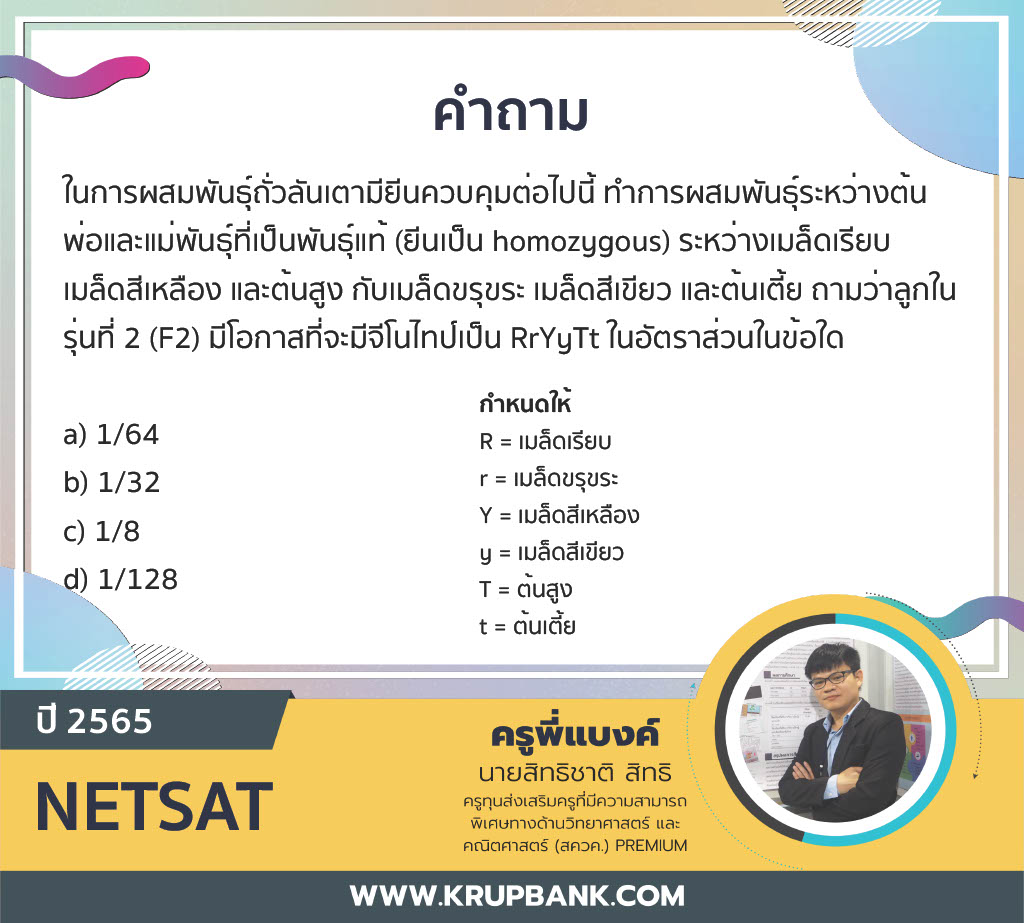 คำถาม
ในการผสมพันธุ์ถั่วลันเตามียีนควบคุมต่อไปนี้ ทำการผสมพันธุ์ระหว่างต้น
พ่อและแม่พันธุ์ที่เป็นพันธุ์แท้ (ยีนเป็น homozygous) ระหว่างเมล็ดเรียบ
เมล็ดสีเหลือง และต้นสูง กับเมล็ดขรุขระ เมล็ดสีเขียว และต้นเตี้ย ถามว่าลูกใน
รุ่นที่ 2 (F2) มีโอกาสที่จะมีจีโนไทป์เป็น RrYyTt ในอัตราส่วนในข้อใด
a) 1/64
b) 1/32
c) 1/8
d) 1/128
กำหนดให้
R = เมล็ดเรียบ
r = เมล็ดขรุขระ
Y = เมล็ดสีเหลือง
y = เมล็ดสีเขียว
T = ต้นสูง
t = ต้นเตี้ย
ปี 2565
NETSAT
ครูพี่แบงค์
นายสิทธิชาติ สิทธิ
ครูทุนส่งเสริมครูที่มีความสามารถ
พิเศษทางด้านวิทยาศาสตร์ และ
คณิตศาสตร์ (สควค.) PREMIUM
WWW.KRUPBANK.COM